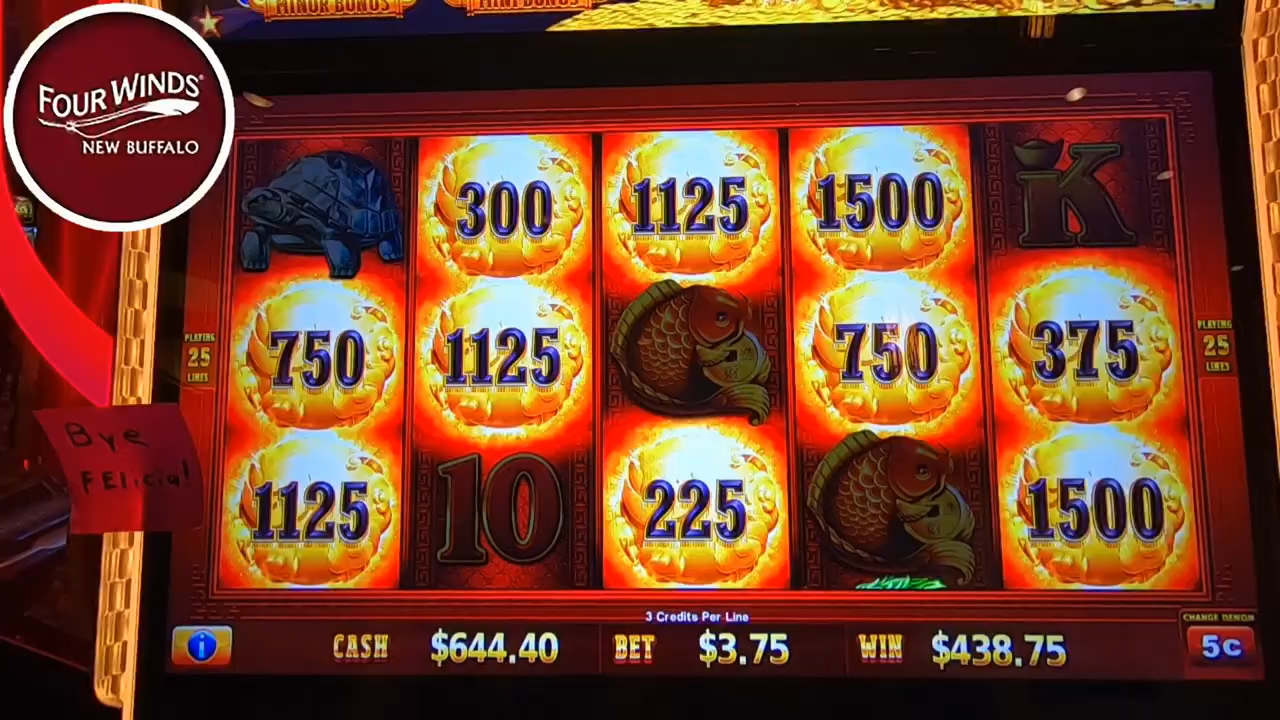 MINOR BONUS
MINI BONUS
FOUR WINDS®
NEW BUFFALO
300
1125
1500
K
750
1125
750
375
PLAYING
25
LINES
PLAYING
25
LINES
Bye
FElicia!
1125
10
225
1500
3 Credits Per Line
CHANGE DENOM
i
CASH $644.40
BET $3.75
WIN $438.75
5¢